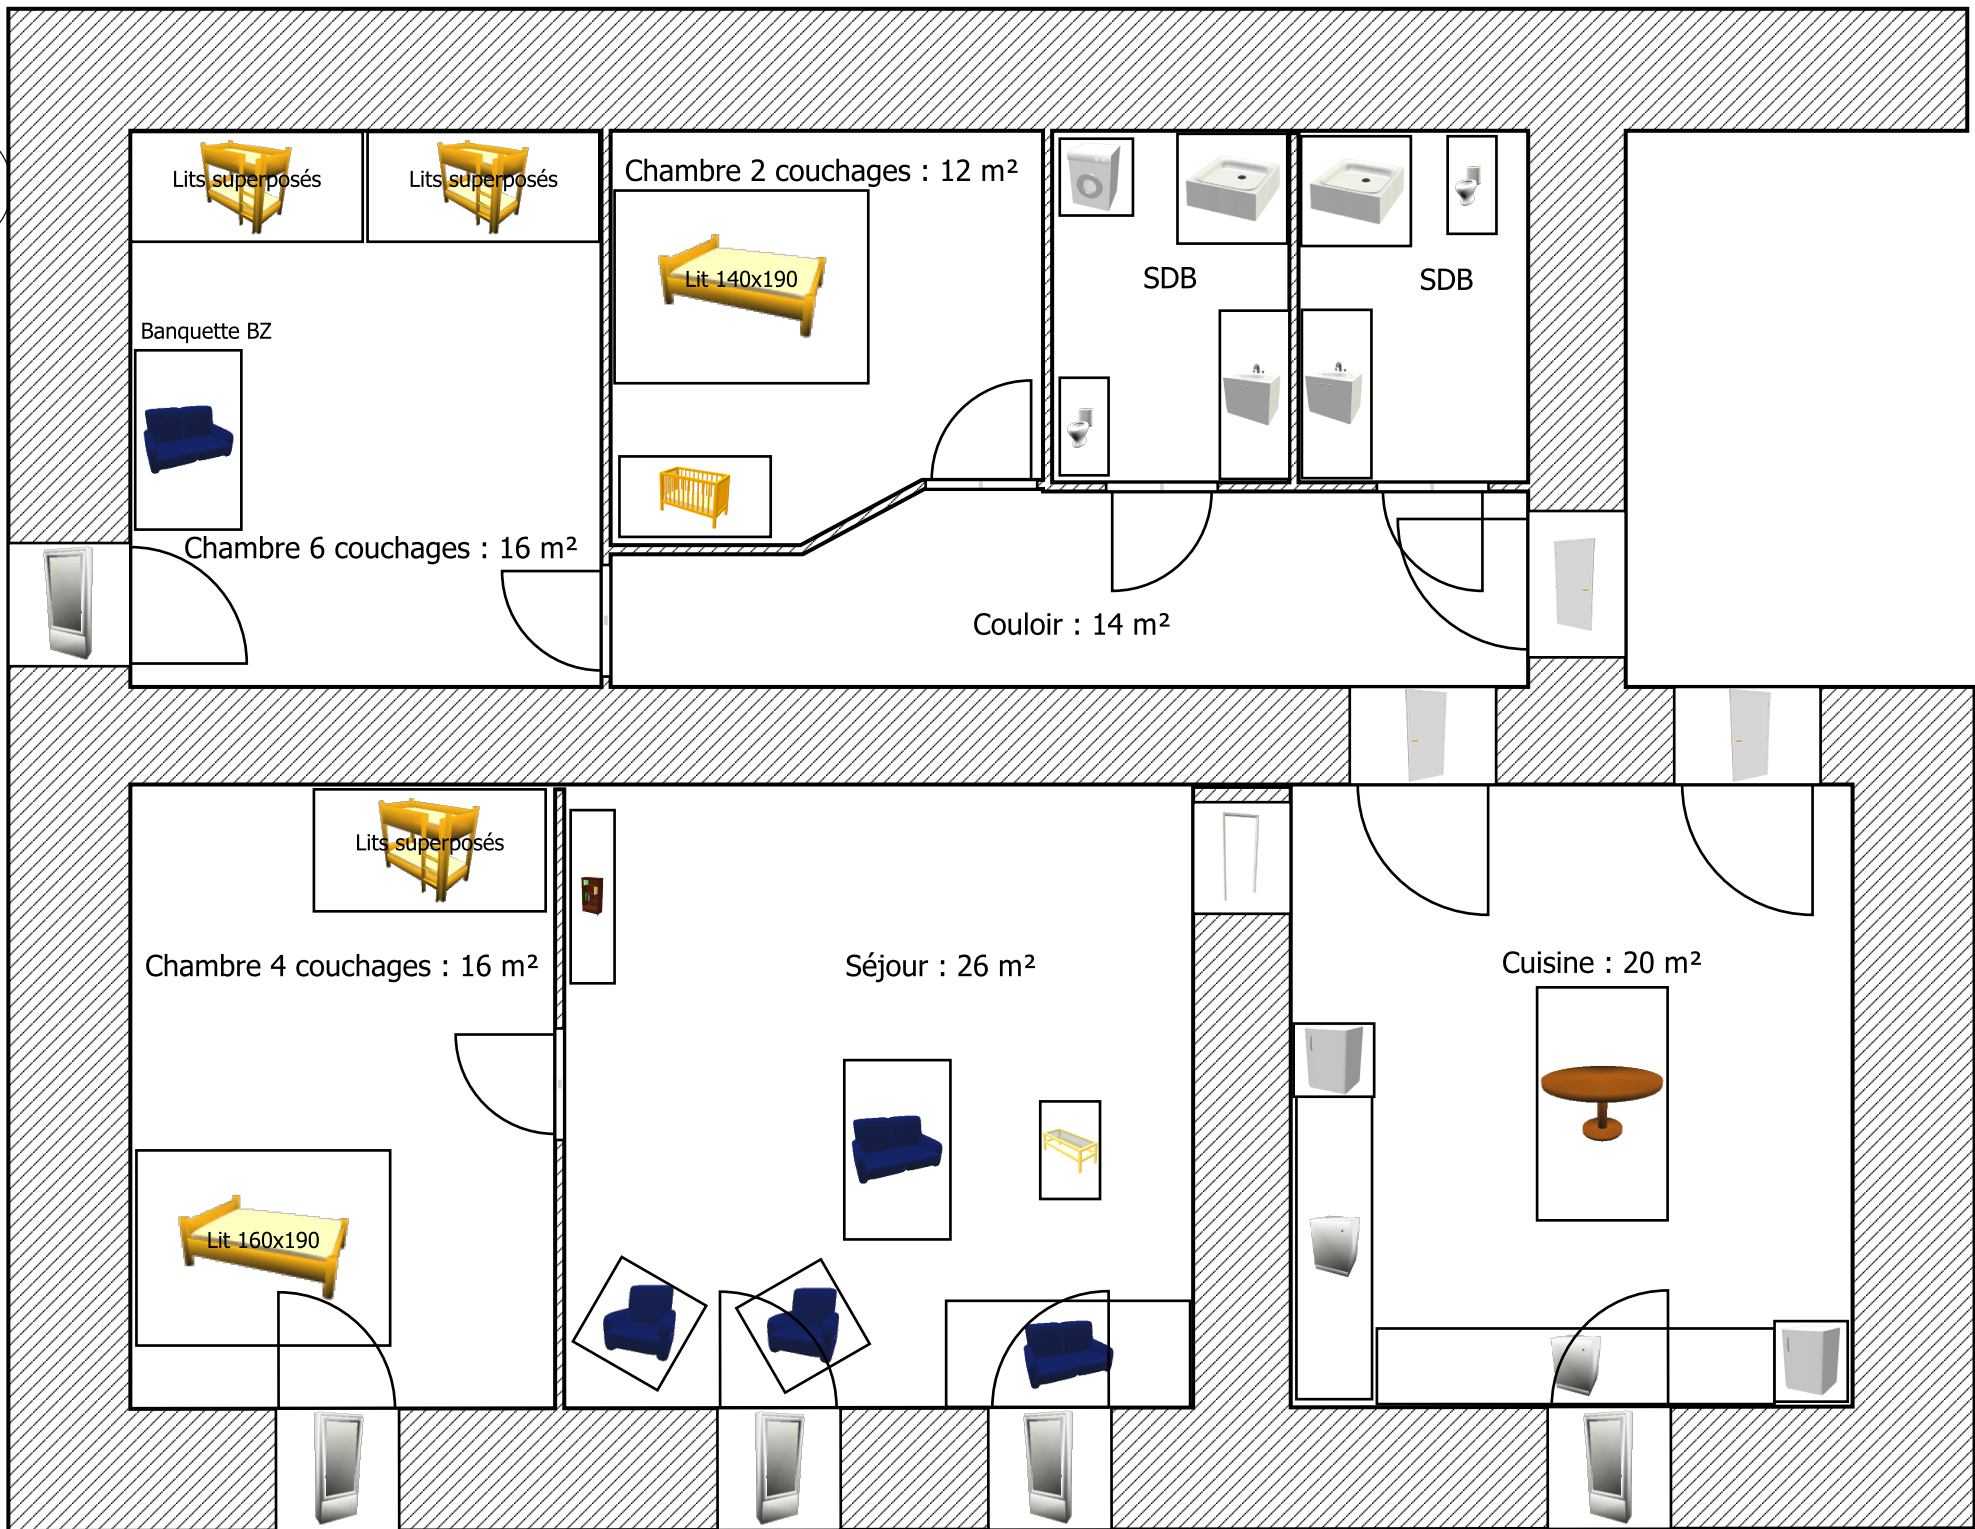 Lits superposés
Lits superposés
Chambre 2 couchages : 12 m²
Lit 140x190
SDB
SDB
Banquette BZ
Chambre 6 couchages : 16 m²
Couloir : 14 m²
Lits superposés
Chambre 4 couchages : 16 m²
Séjour : 26 m²
Cuisine : 20 m²
Lit 160x190